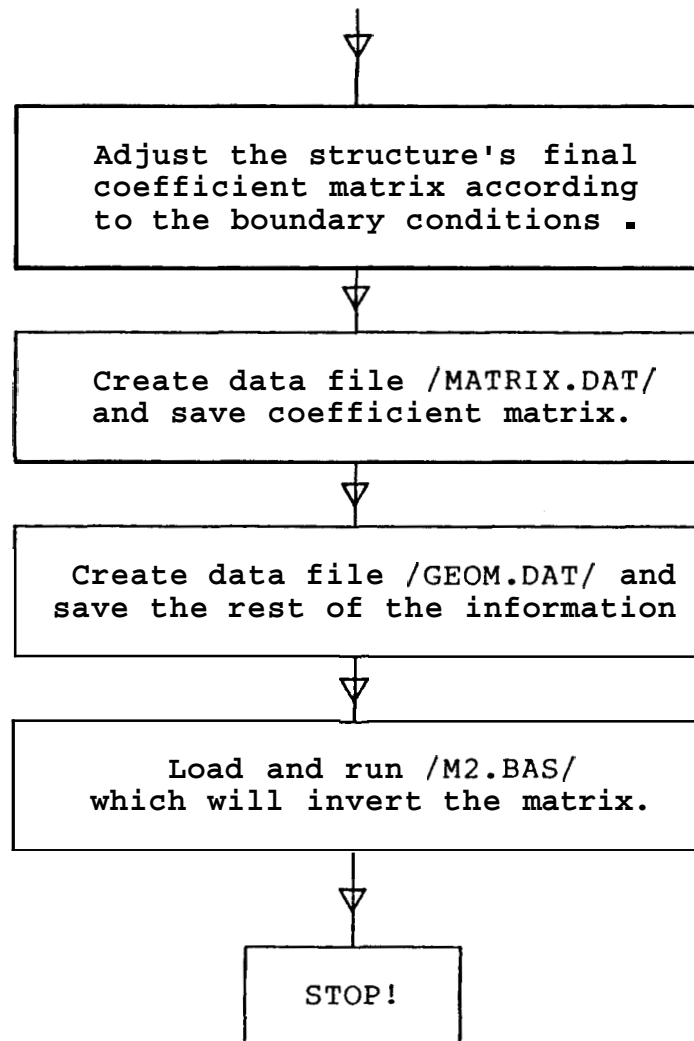 Adjust the structure's final
coefficient matrix according
to the boundary conditions .
Create data file /MATRIX.DAT/
and save coefficient matrix.
Create data file /GEOM.DAT/ and
save the rest of the information
Load and run /M2.BAS/
which will invert the matrix.
STOP!